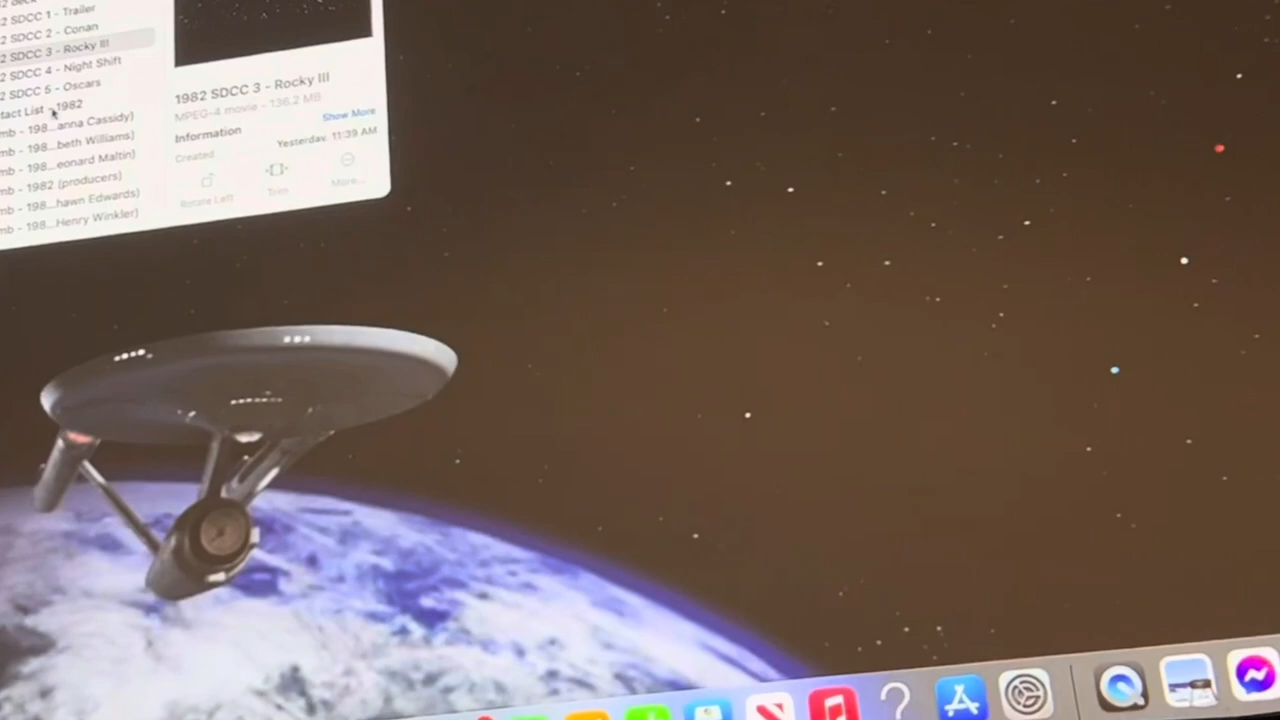 2 SDCC 1 - Trailer
2 SDCC 2 - Conan
2 SDCC 3 - Rocky III
2 SDCC 4 - Night Shift
2 SDCC 5 - Oscars
tact List - 1982
mb - 198...anna Cassidy)
mb - 198...beth Williams)
mb - 198...eonard Maltin)
mb - 1982 (producers)
mb - 198...hawn Edwards)
mb - 198...Henry Winkler)
1982 SDCC 3 - Rocky III
MPEG-4 movie - 136.2 MB
Information
Show More
Created
Yesterday, 11:39 AM
Rotate Left
Trim
More...